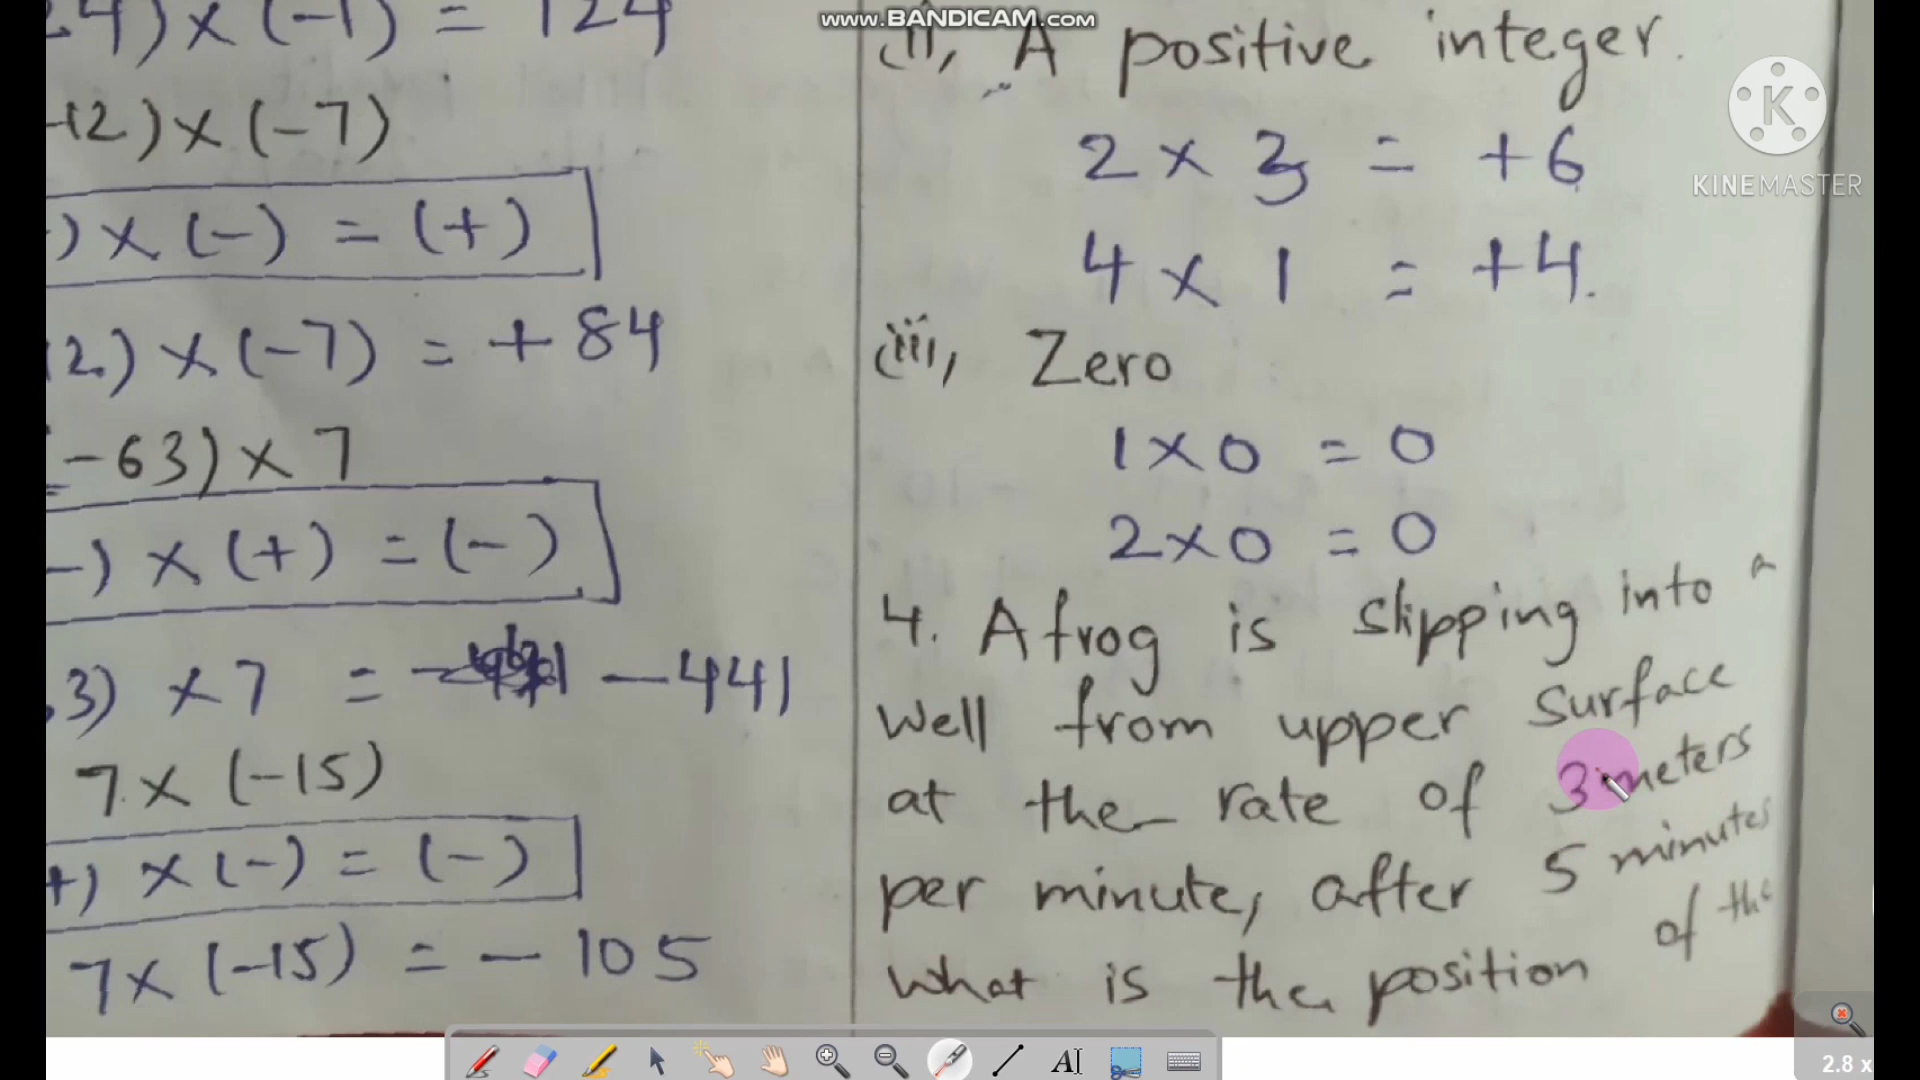 www.BANDICAM.com
KINEMASTER
24) × (-1) = 124
-12) × (-7)
) × (-) = (+)
2) × (-7) = + 84
(-63) × 7
-) × (+) = (-)
3) × 7 = - 441
7 × (-15)
+) × (-) = (-)
7 × (-15) = - 105
(ii, A positive integer.
2 × 3 = +6
4 × 1 = +4.
(iii, Zero
1 × 0 = 0
2 × 0 = 0
4. A frog is slipping into a
well from upper surface
at the rate of 3 meters
per minute, after 5 minutes
what is the position of the
2.8 x